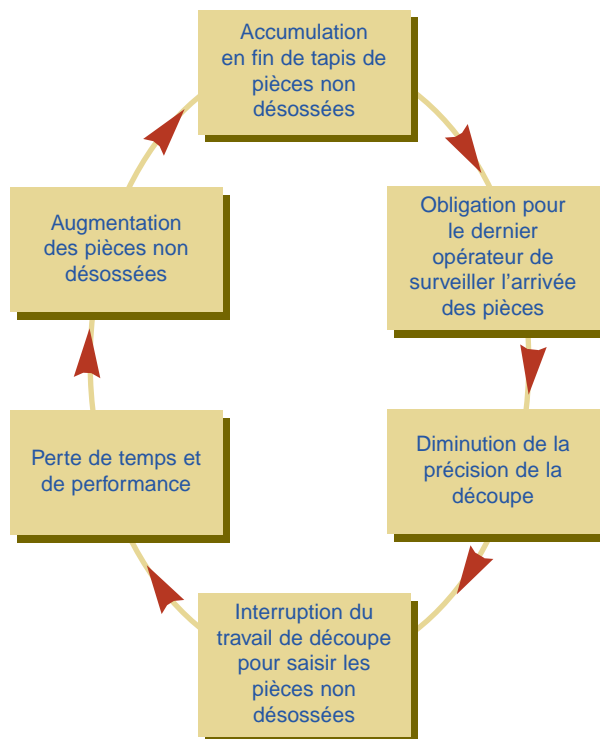 Accumulation
en fin de tapis de
pièces non
désossées
Obligation pour
le dernier
opérateur de
surveiller l’arrivée
des pièces
Diminution de la
précision de la
découpe
Interruption du
travail de découpe
pour saisir les
pièces non
désossées
Perte de temps et
de performance
Augmentation
des pièces non
désossées